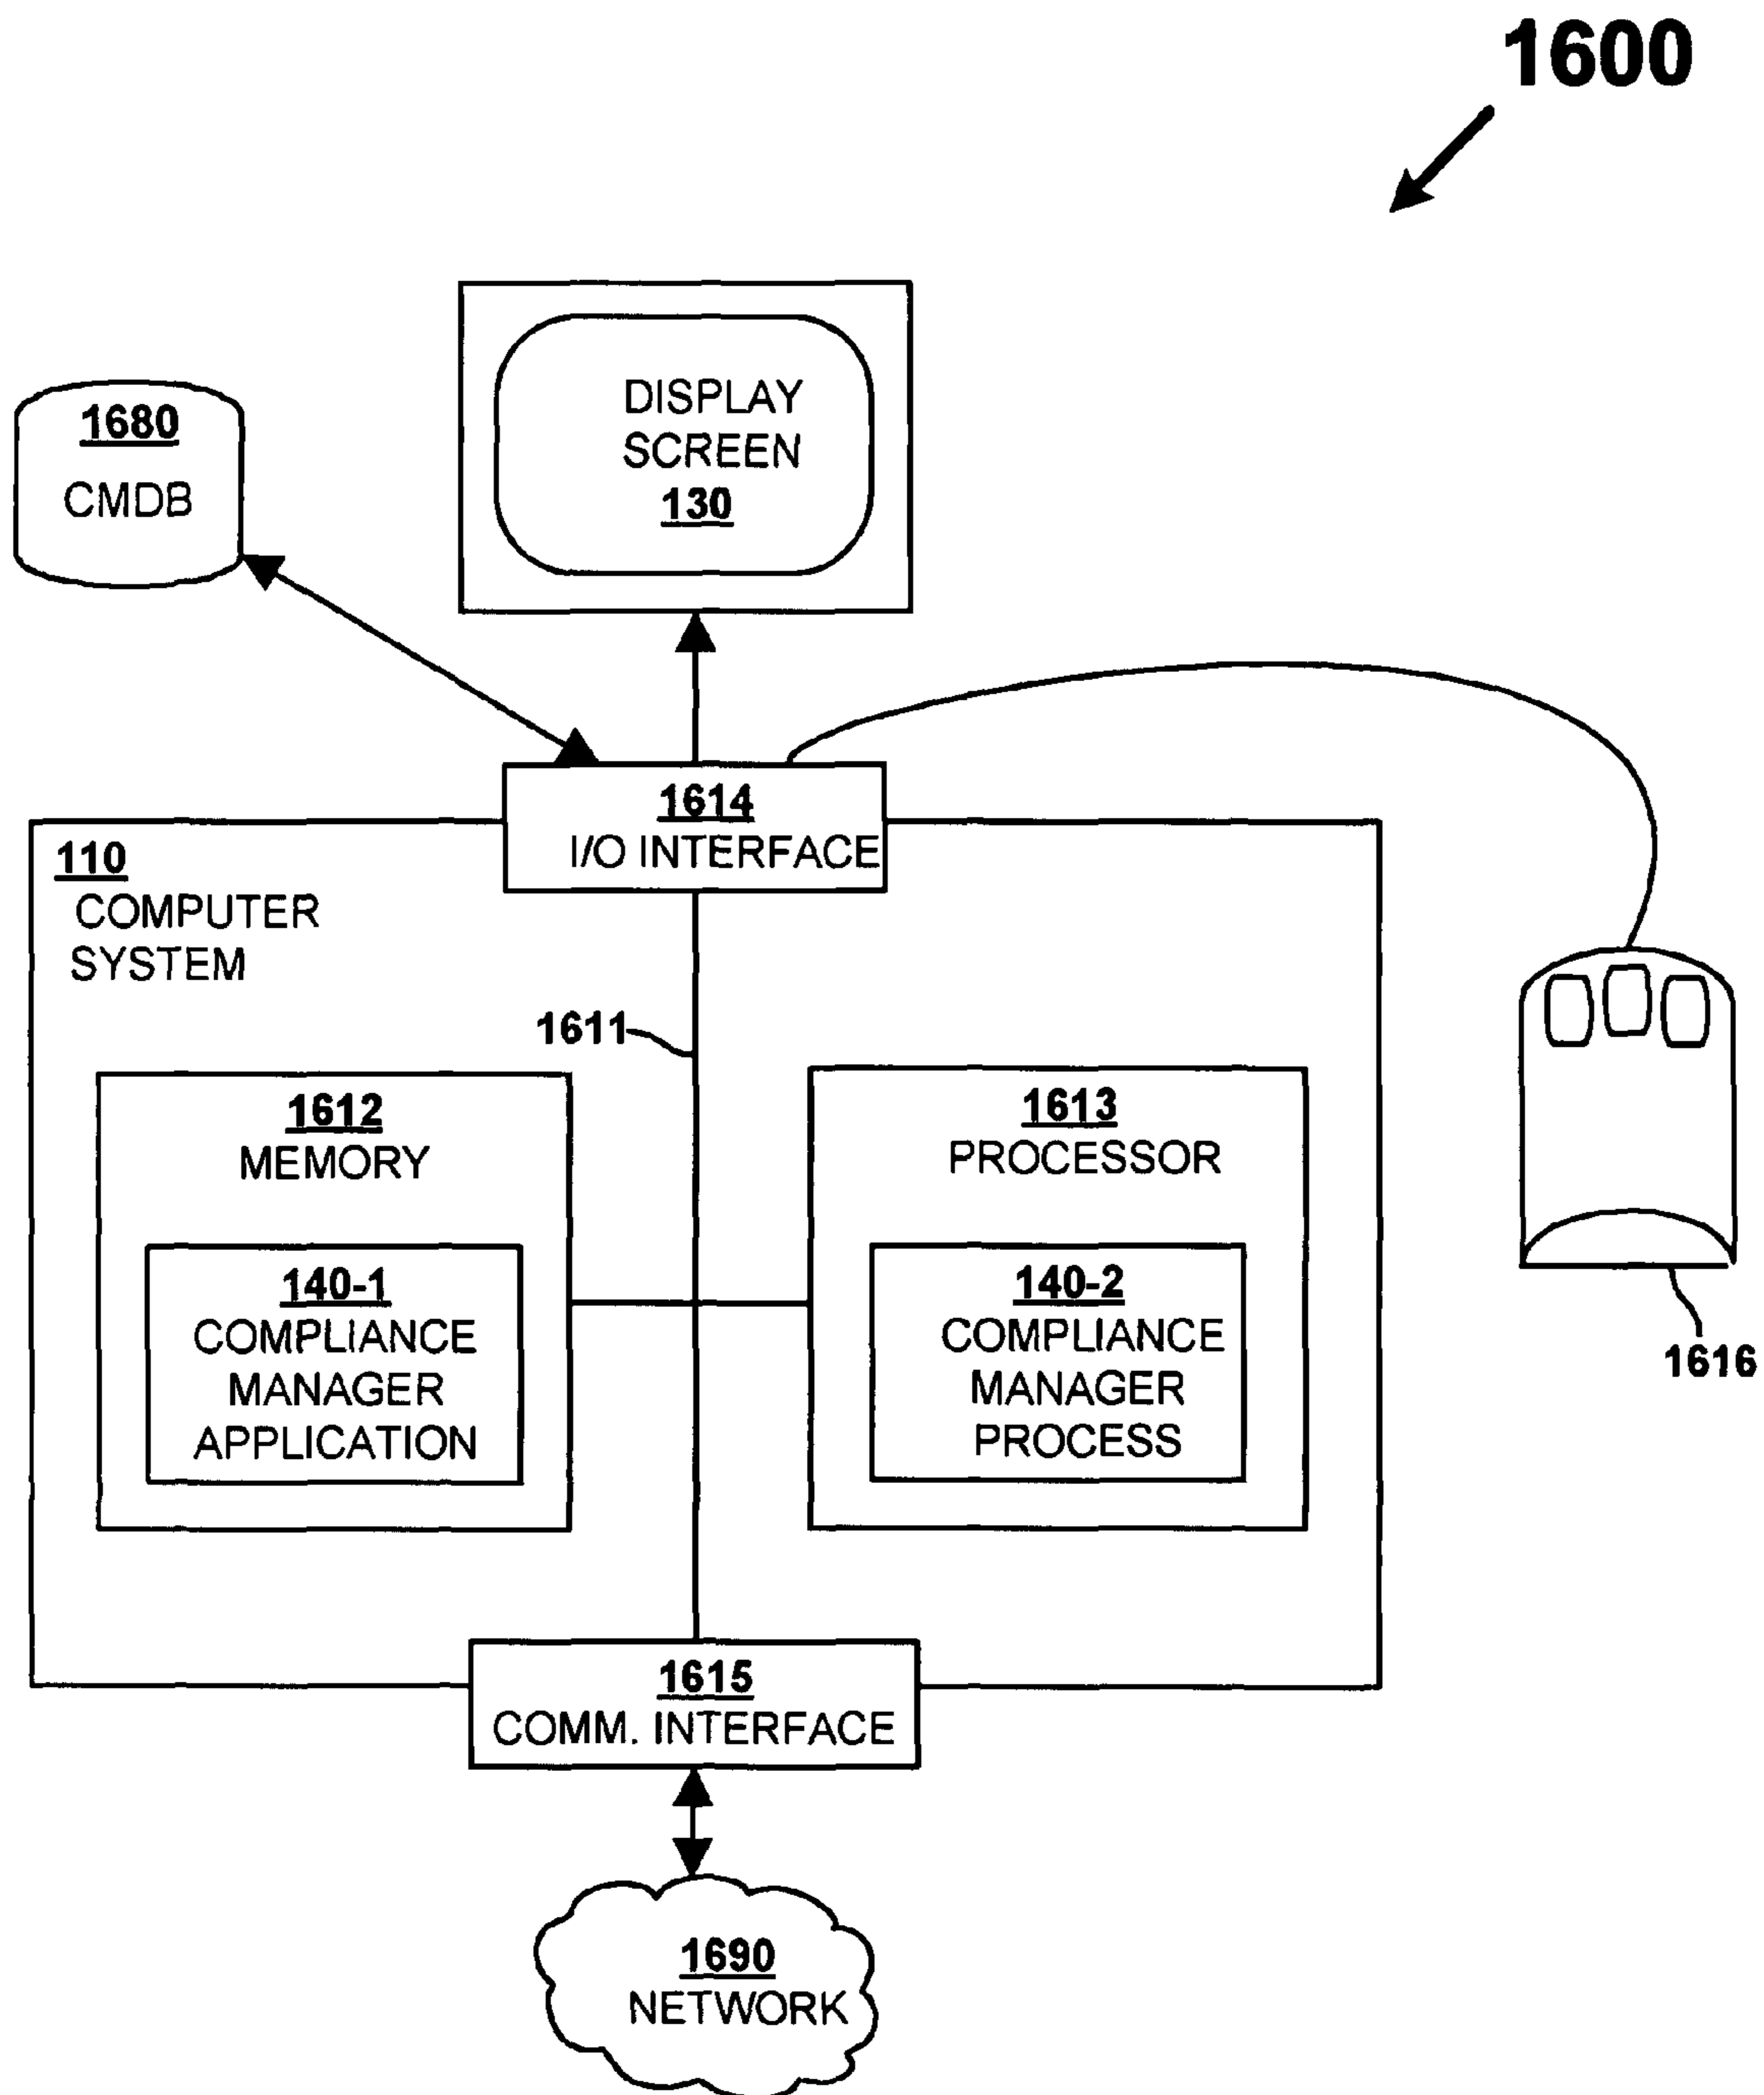 1600
DISPLAY
SCREEN
130
1680
CMDB
1614
I/O INTERFACE
110
COMPUTER
SYSTEM
1611
1612
MEMORY
1613
PROCESSOR
140-1
COMPLIANCE
MANAGER
APPLICATION
140-2
COMPLIANCE
MANAGER
PROCESS
1616
1615
COMM. INTERFACE
1690
NETWORK